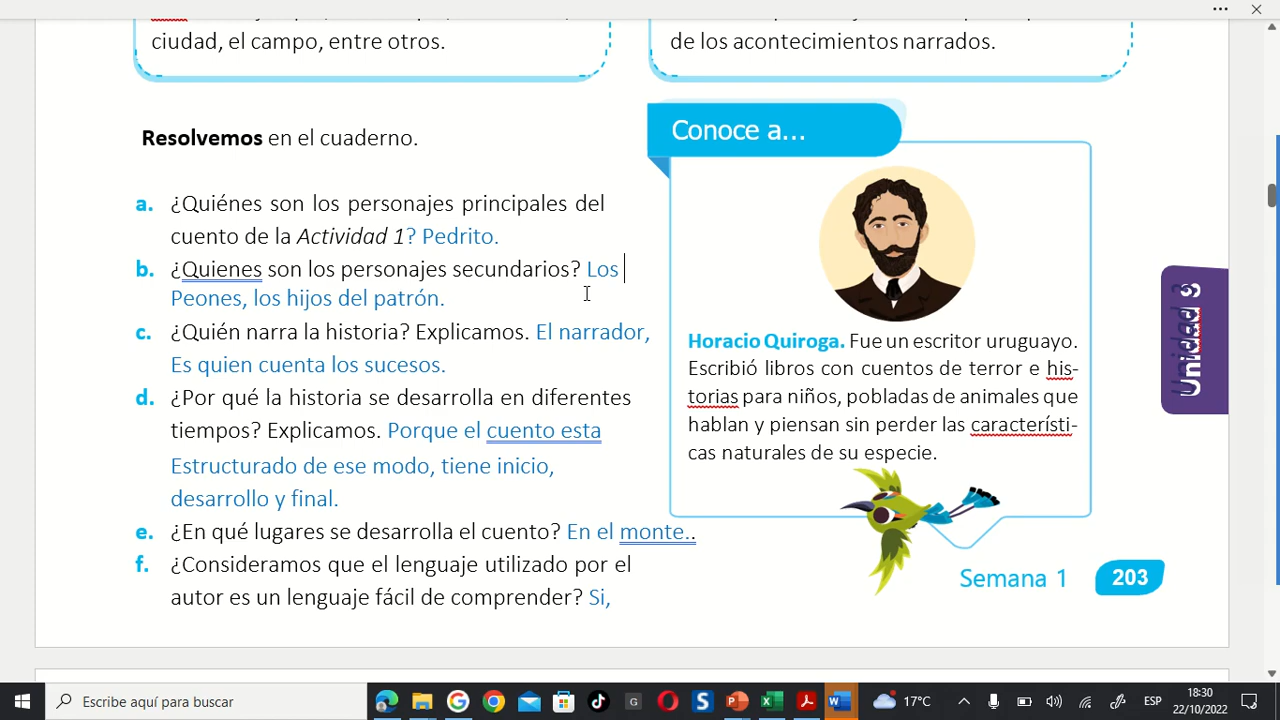 ciudad, el campo, entre otros.
de los acontecimientos narrados.
Resolvemos en el cuaderno.
a. ¿Quiénes son los personajes principales del
cuento de la Actividad 1? Pedrito.
b. ¿Quienes son los personajes secundarios? Los
Peones, los hijos del patrón.
c. ¿Quién narra la historia? Explicamos. El narrador,
Es quien cuenta los sucesos.
d. ¿Por qué la historia se desarrolla en diferentes
tiempos? Explicamos. Porque el cuento esta
Estructurado de ese modo, tiene inicio,
desarrollo y final.
e. ¿En qué lugares se desarrolla el cuento? En el monte..
f. ¿Consideramos que el lenguaje utilizado por el
autor es un lenguaje fácil de comprender? Si,
Conoce a...
Horacio Quiroga. Fue un escritor uruguayo.
Escribió libros con cuentos de terror e his-
torias para niños, pobladas de animales que
hablan y piensan sin perder las característi-
cas naturales de su especie.
Unidad 3
Semana 1 203
Escribe aquí para buscar
G
S
17°C
ESP
18:30
22/10/2022